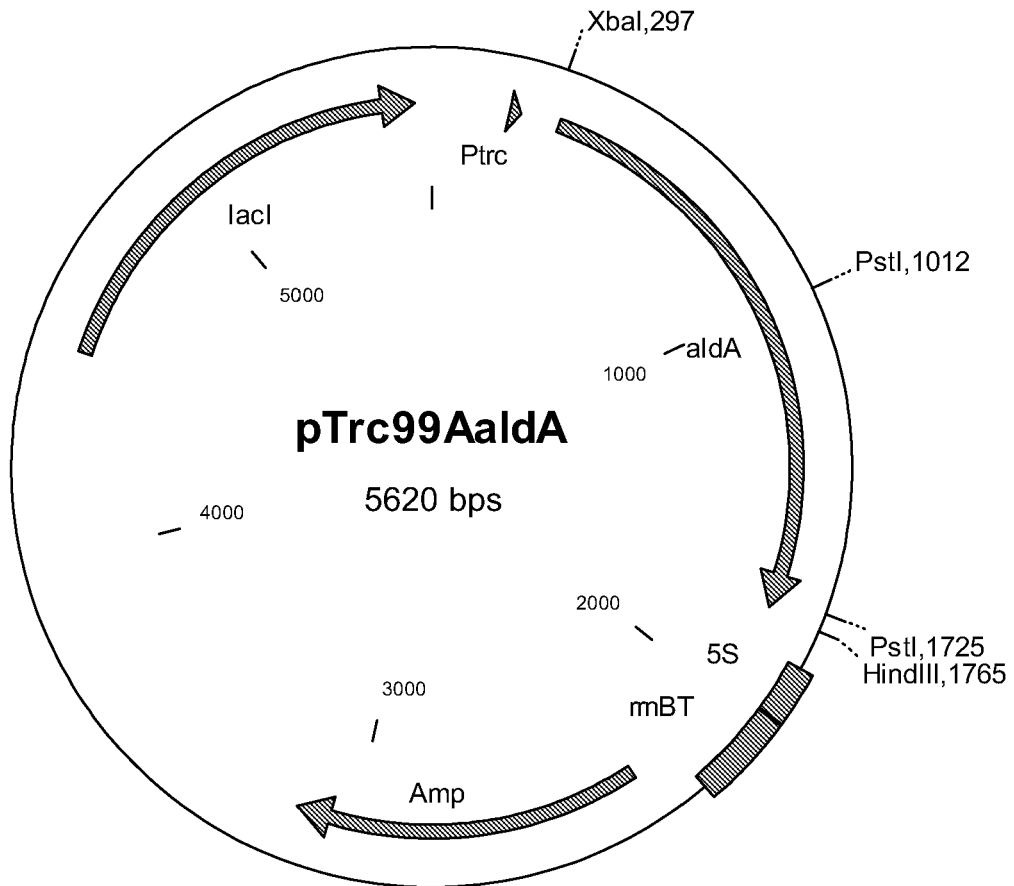 XbaI,297
Ptrc
lacI
5000
PstI,1012
aldA
1000
pTrc99AaldA
5620 bps
4000
2000
5S
PstI,1725
HindIII,1765
3000
rrnBT
Amp